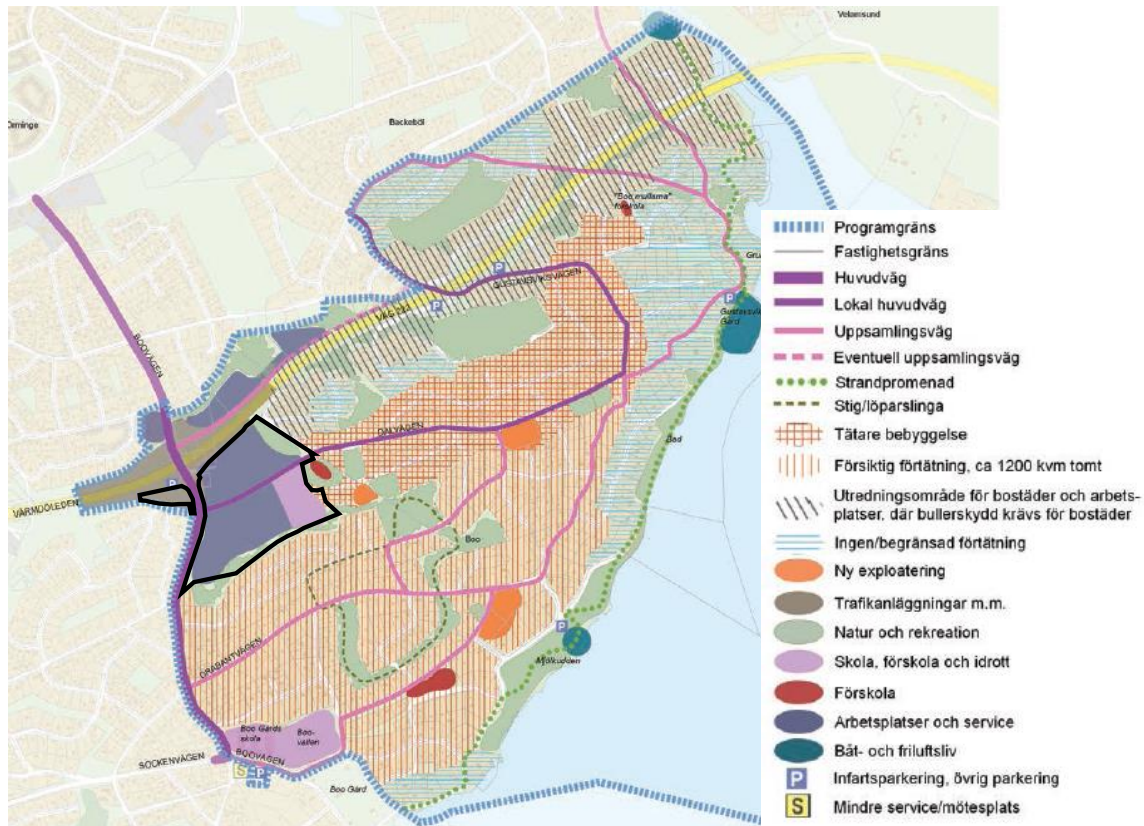 Velamsund
Orminge
Backeböl
"Boo mullarna"
förskola
GUSTAVSVIKSVÄGEN
VÄG 222
BOOVÄGEN
Gustavsviks
Gård
DALVÄGEN
Bad
VÄRMDÖLEDEN
Boo
DRABANTVÄGEN
Mjölkudden
Boo Gårds
skola
Boo-
vallen
SOCKENVÄGEN
BOOVÄGEN
Boo Gård
P
S
Programgräns
Fastighetsgräns
Huvudväg
Lokal huvudväg
Uppsamlingsväg
Eventuell uppsamlingsväg
Strandpromenad
Stig/löparslinga
Tätare bebyggelse
Försiktig förtätning, ca 1200 kvm tomt
Utredningsområde för bostäder och arbets-
platser, där bullerskydd krävs för bostäder
Ingen/begränsad förtätning
Ny exploatering
Trafikanläggningar m.m.
Natur och rekreation
Skola, förskola och idrott
Förskola
Arbetsplatser och service
Båt- och friluftsliv
P Infartsparkering, övrig parkering
S Mindre service/mötesplats